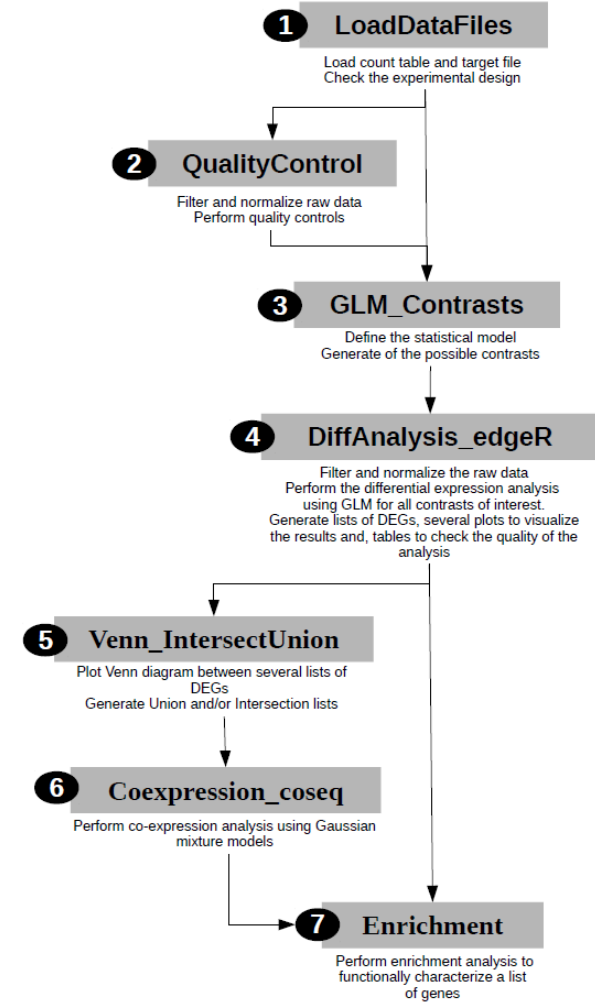 1 LoadDataFiles
Load count table and target file
Check the experimental design
2 QualityControl
Filter and normalize raw data
Perform quality controls
3 GLM_Contrasts
Define the statistical model
Generate of the possible contrasts
4 DiffAnalysis_edgeR
Filter and normalize the raw data
Perform the differential expression analysis
using GLM for all contrasts of interest.
Generate lists of DEGs, several plots to visualize
the results and, tables to check the quality of the
analysis
5 Venn_IntersectUnion
Plot Venn diagram between several lists of
DEGs
Generate Union and/or Intersection lists
6 Coexpression_coseq
Perform co-expression analysis using Gaussian
mixture models
7 Enrichment
Perform enrichment analysis to
functionally characterize a list
of genes